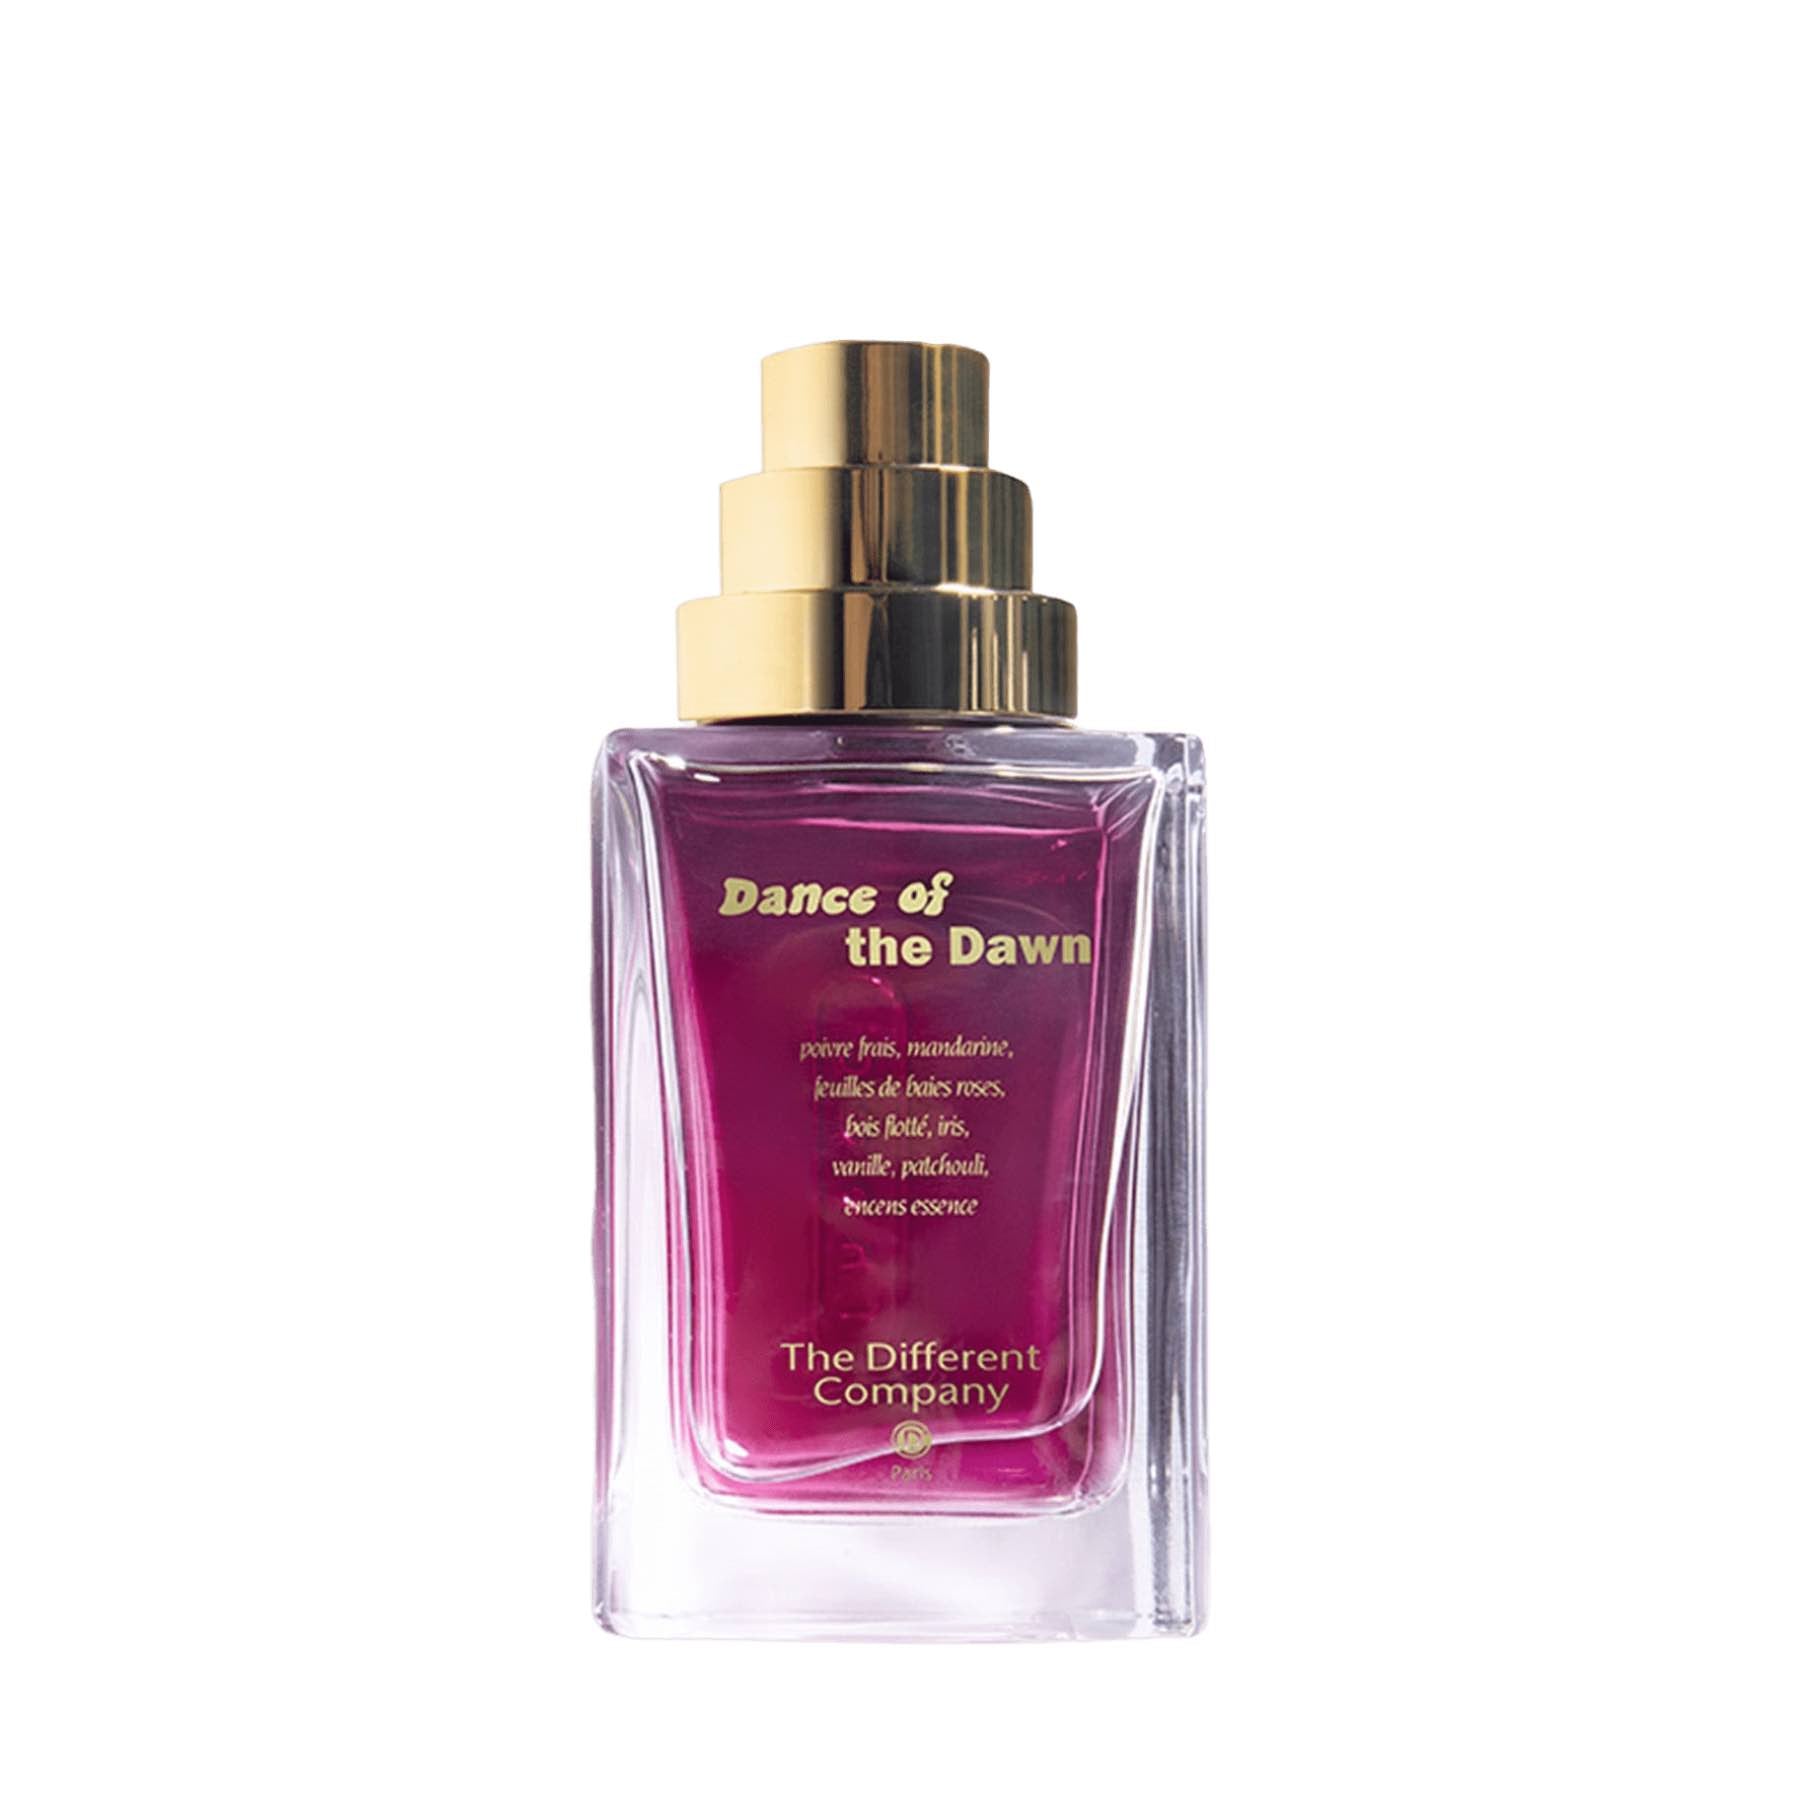 Dance of
the Dawn
poivre frais, mandarine,
feuilles de baies roses,
bois flotté, iris,
vanille, patchouli,
encens essence
The Different
Company
Paris